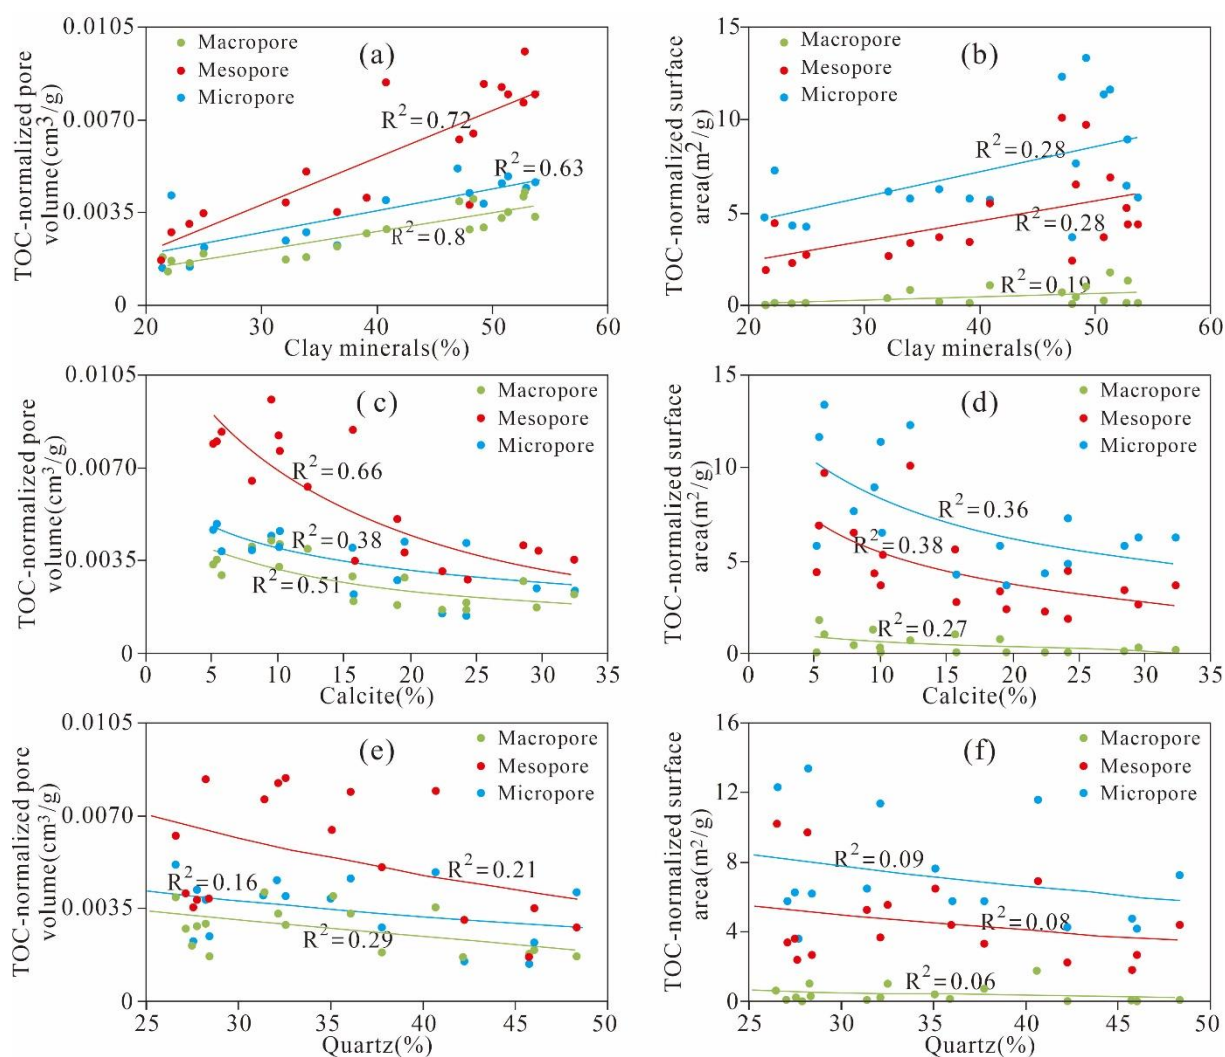 TOC-normalized pore
volume(cm³/g)
0.0105
0.0070
0.0035
0
Macropore
Mesopore
Micropore
(a)
R²=0.72
R²=0.63
R²=0.8
20 30 40 50 60
Clay minerals(%)
TOC-normalized surface
area(m²/g)
15
10
5
0
Macropore
Mesopore
Micropore
(b)
R²=0.28
R²=0.28
R²=0.19
20 30 40 50 60
Clay minerals(%)
TOC-normalized pore
volume(cm³/g)
0.0105
0.0070
0.0035
0
(c)
Macropore
Mesopore
Micropore
R²=0.66
R²=0.38
R²=0.51
0 5 10 15 20 25 30 35
Calcite(%)
TOC-normalized surface
area(m²/g)
15
10
5
0
(d)
Macropore
Mesopore
Micropore
R²=0.36
R²=0.38
R²=0.27
0 5 10 15 20 25 30 35
Calcite(%)
TOC-normalized pore
volume(cm³/g)
0.0105
0.0070
0.0035
0
(e)
Macropore
Mesopore
Micropore
R²=0.21
R²=0.16
R²=0.29
25 30 35 40 45 50
Quartz(%)
TOC-normalized surface
area(m²/g)
16
12
8
4
0
(f)
Macropore
Mesopore
Micropore
R²=0.09
R²=0.08
R²=0.06
25 30 35 40 45 50
Quartz(%)